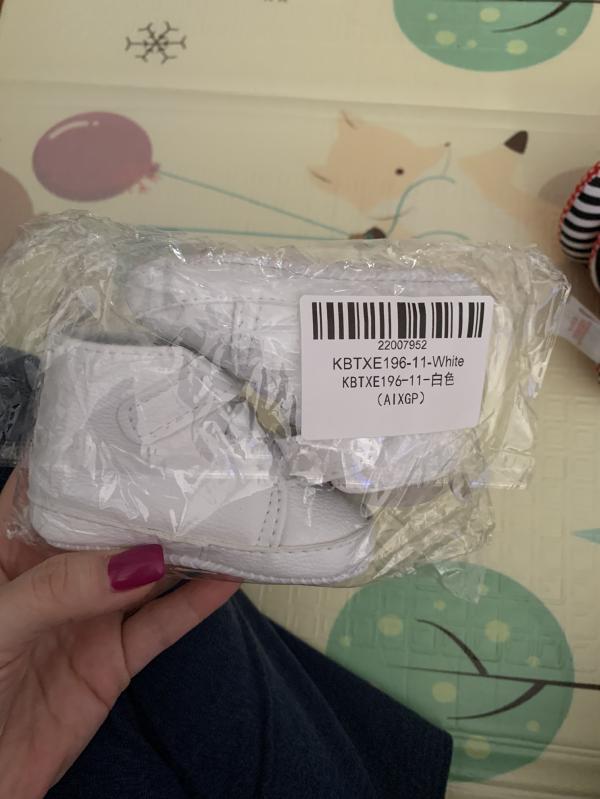 22007952
KBTXE196-11-White
KBTXE196-11-白色
(AIXGP)